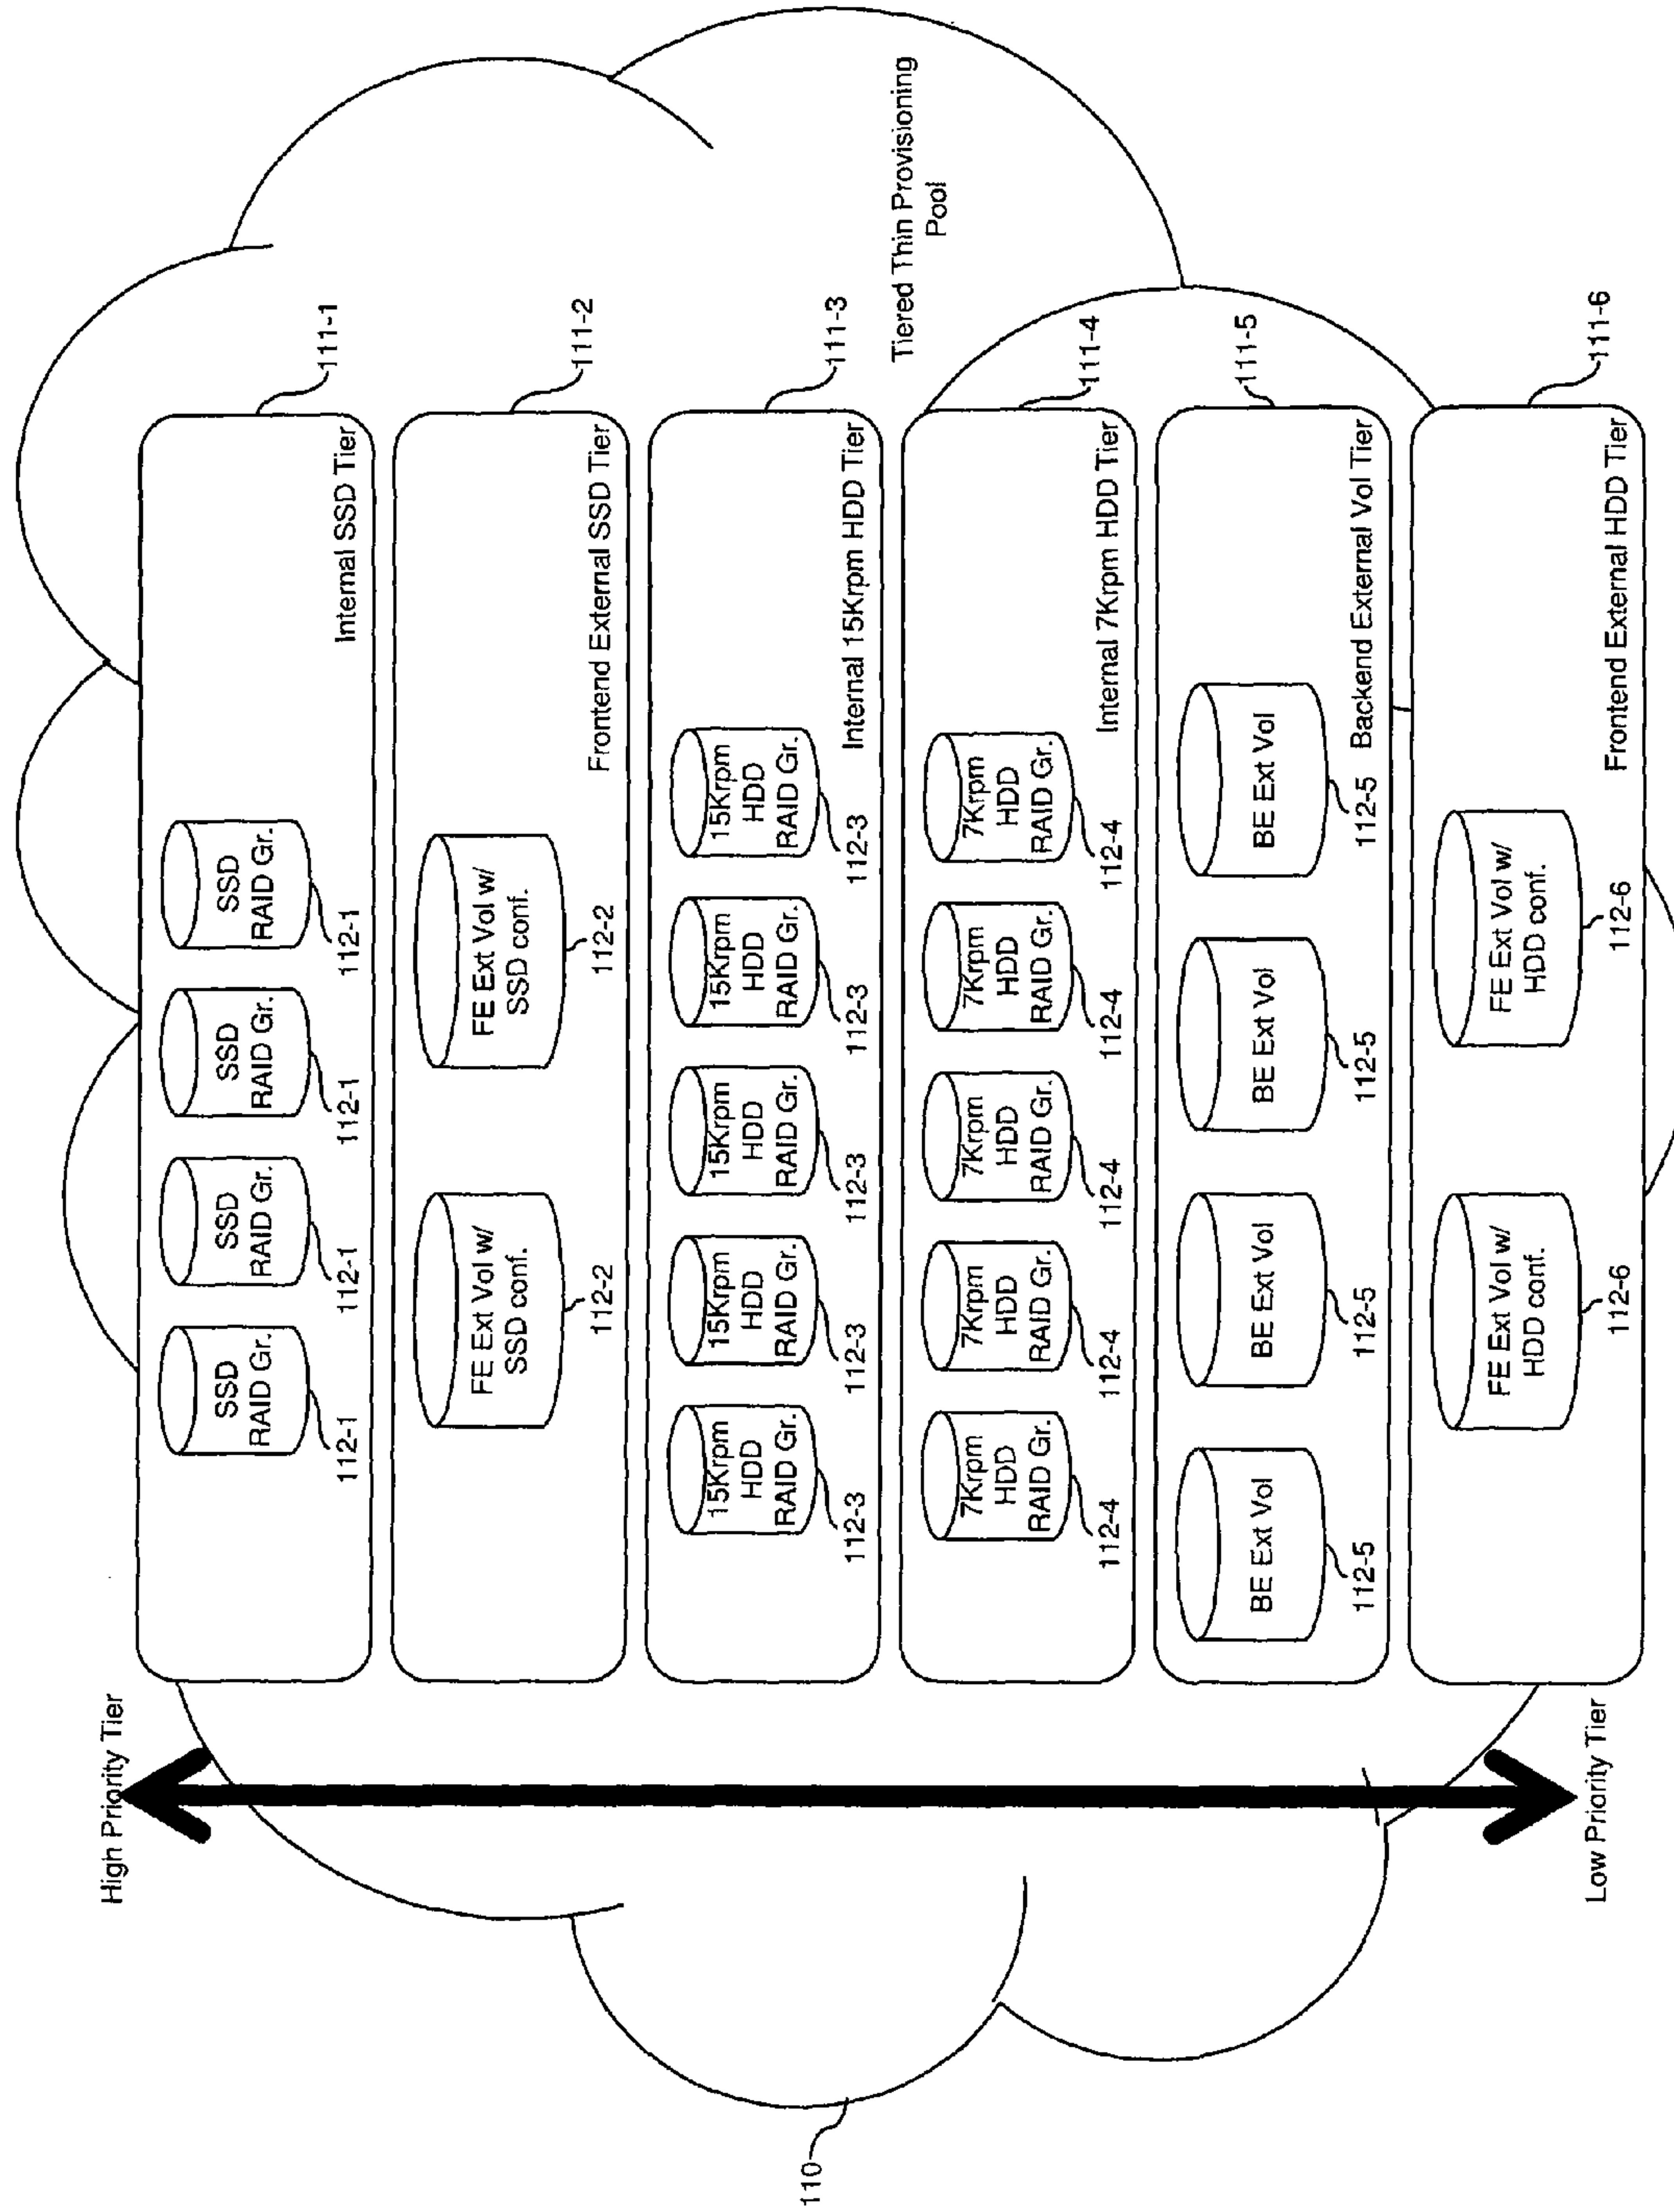 High Priority Tier
SSD
RAID Gr.
112-1
SSD
RAID Gr.
112-1
SSD
RAID Gr.
112-1
SSD
RAID Gr.
112-1
Internal SSD Tier
111-1
FE Ext Vol w/
SSD conf.
112-2
FE Ext Vol w/
SSD conf.
112-2
Frontend External SSD Tier
111-2
15Krpm
HDD
RAID Gr.
112-3
15Krpm
HDD
RAID Gr.
112-3
15Krpm
HDD
RAID Gr.
112-3
15Krpm
HDD
RAID Gr.
112-3
15Krpm
HDD
RAID Gr.
112-3
Internal 15Krpm HDD Tier
111-3
Tiered Thin Provisioning
Pool
110
7Krpm
HDD
RAID Gr.
112-4
7Krpm
HDD
RAID Gr.
112-4
7Krpm
HDD
RAID Gr.
112-4
7Krpm
HDD
RAID Gr.
112-4
7Krpm
HDD
RAID Gr.
112-4
Internal 7Krpm HDD Tier
111-4
BE Ext Vol
112-5
BE Ext Vol
112-5
BE Ext Vol
112-5
BE Ext Vol
112-5
Backend External Vol Tier
111-5
FE Ext Vol w/
HDD conf.
112-6
FE Ext Vol w/
HDD conf.
112-6
Frontend External HDD Tier
111-6
Low Priority Tier